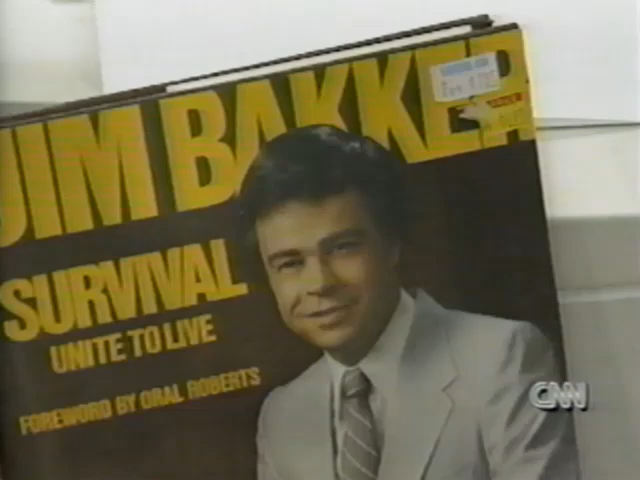 JIM BAKKER
SURVIVAL
UNITE TO LIVE
FOREWORD BY ORAL ROBERTS
CNN